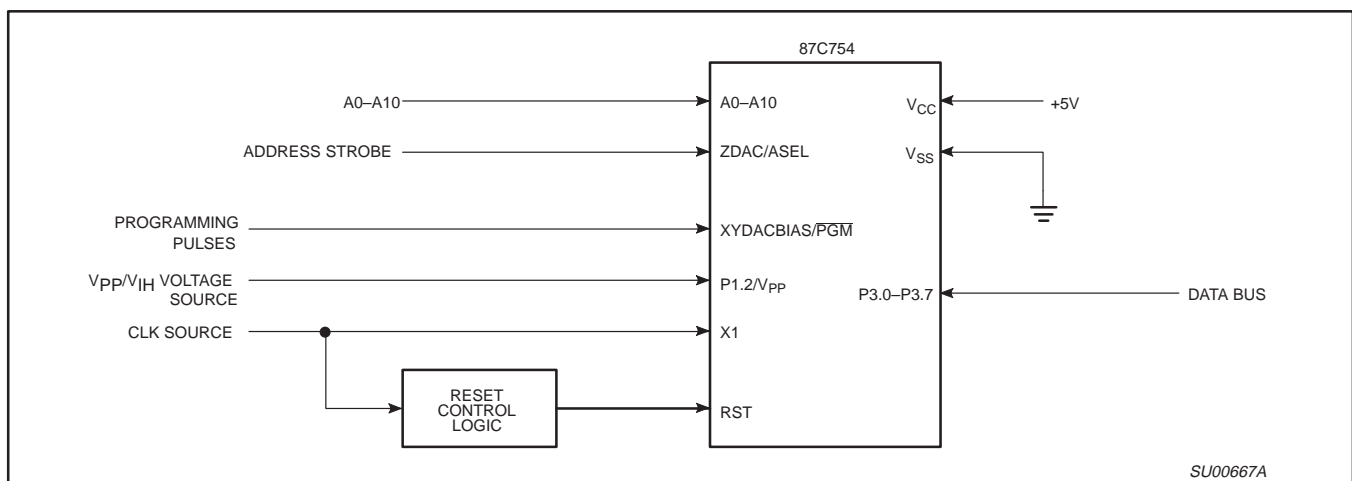 87C754
A0–A10
A0–A10
VCC
+5V
ADDRESS STROBE
ZDAC/ASEL
VSS
PROGRAMMING
PULSES
XYDACBIAS/PGM
VPP/VIH VOLTAGE
SOURCE
P1.2/VPP
P3.0–P3.7
DATA BUS
CLK SOURCE
X1
RESET
CONTROL
LOGIC
RST
SU00667A